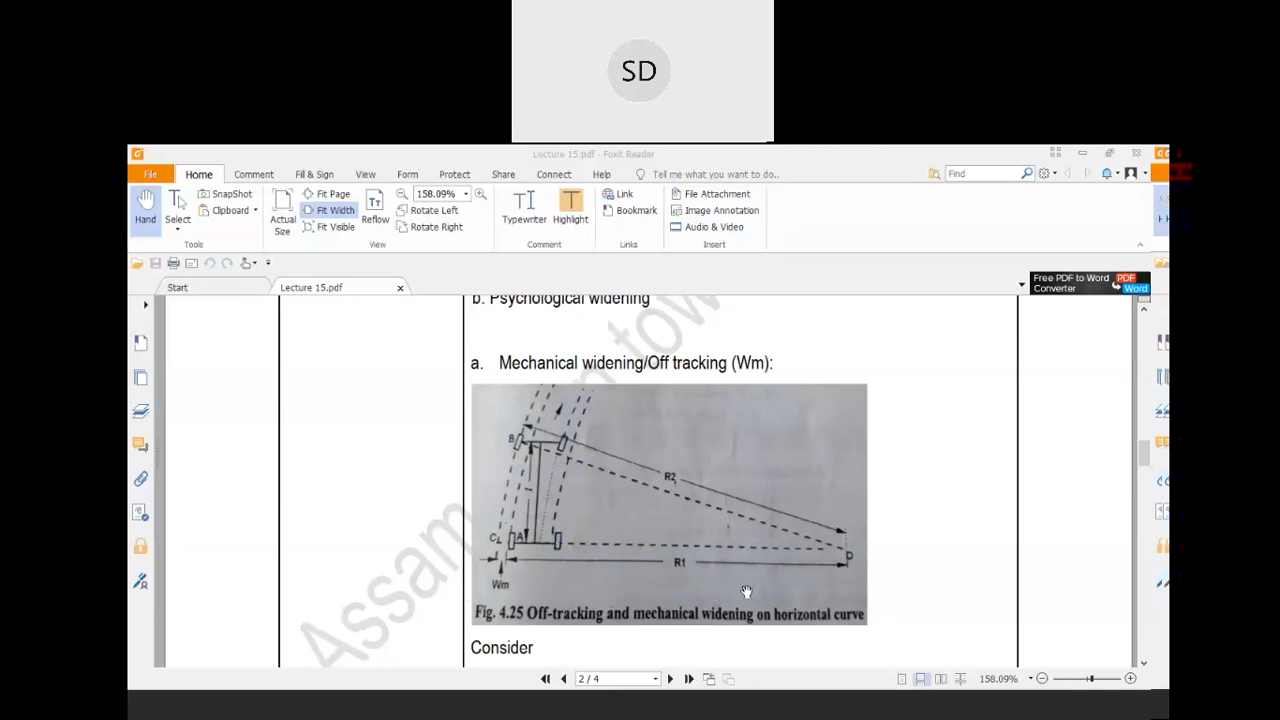 SD
Lecture 15.pdf - Foxit Reader
File Home Comment Fill & Sign View Form Protect Share Connect Help Tell me what you want to do.. Find
Hand Select SnapShot Clipboard Actual Size Fit Page Fit Width Fit Visible Reflow 158.09% Rotate Left Rotate Right Typewriter Highlight Link Bookmark File Attachment Image Annotation Audio & Video
Tools View Comment Links Insert
Start Lecture 15.pdf Free PDF to Word Converter PDF Word
b. Psychological widening
a. Mechanical widening/Off tracking (Wm):
B
R2
C A D
R1
Wm
Fig. 4.25 Off-tracking and mechanical widening on horizontal curve
Consider
Assam tow
2 / 4 158.09%